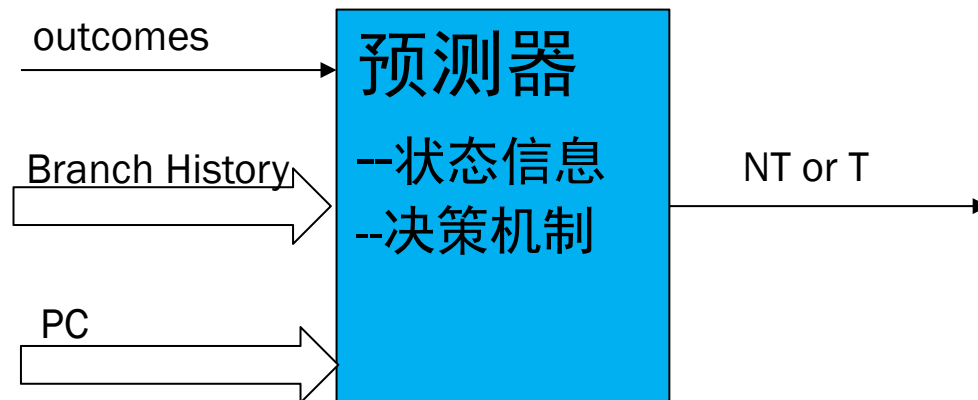 outcomes
预测器
Branch History
--状态信息
NT or T
--决策机制
PC